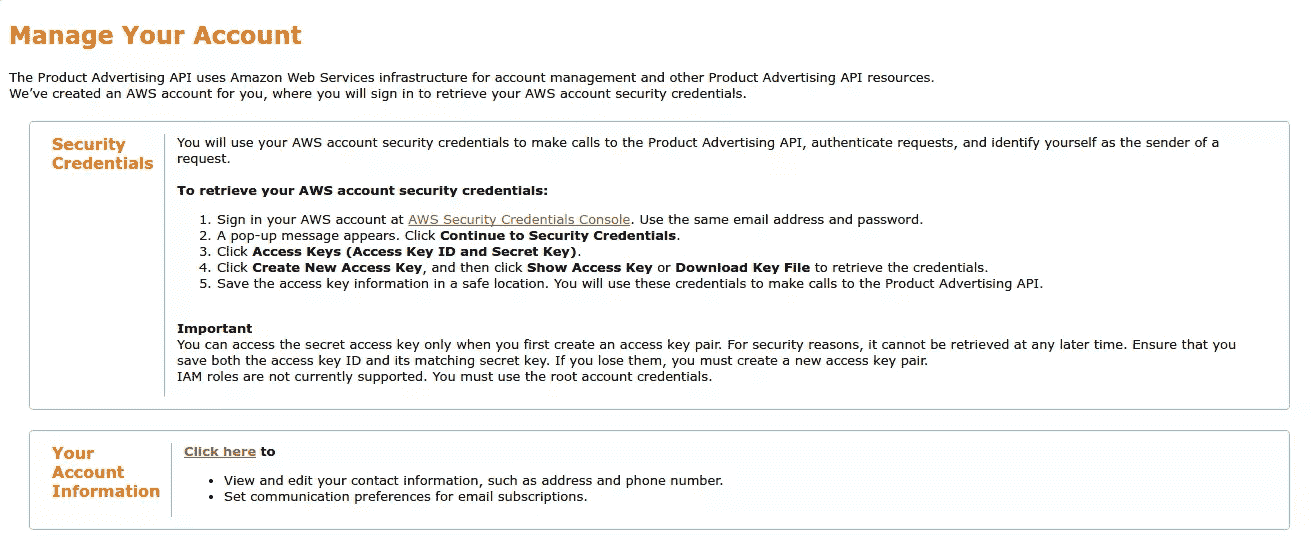 Manage Your Account
The Product Advertising API uses Amazon Web Services infrastructure for account management and other Product Advertising API resources.
We've created an AWS account for you, where you will sign in to retrieve your AWS account security credentials.
Security
Credentials
You will use your AWS account security credentials to make calls to the Product Advertising API, authenticate requests, and identify yourself as the sender of a
request.
To retrieve your AWS account security credentials:
1. Sign in your AWS account at AWS Security Credentials Console. Use the same email address and password.
2. A pop-up message appears. Click Continue to Security Credentials.
3. Click Access Keys (Access Key ID and Secret Key).
4. Click Create New Access Key, and then click Show Access Key or Download Key File to retrieve the credentials.
5. Save the access key information in a safe location. You will use these credentials to make calls to the Product Advertising API.
Important
You can access the secret access key only when you first create an access key pair. For security reasons, it cannot be retrieved at any later time. Ensure that you
save both the access key ID and its matching secret key. If you lose them, you must create a new access key pair.
IAM roles are not currently supported. You must use the root account credentials.
Your
Account
Information
Click here to
• View and edit your contact information, such as address and phone number.
• Set communication preferences for email subscriptions.